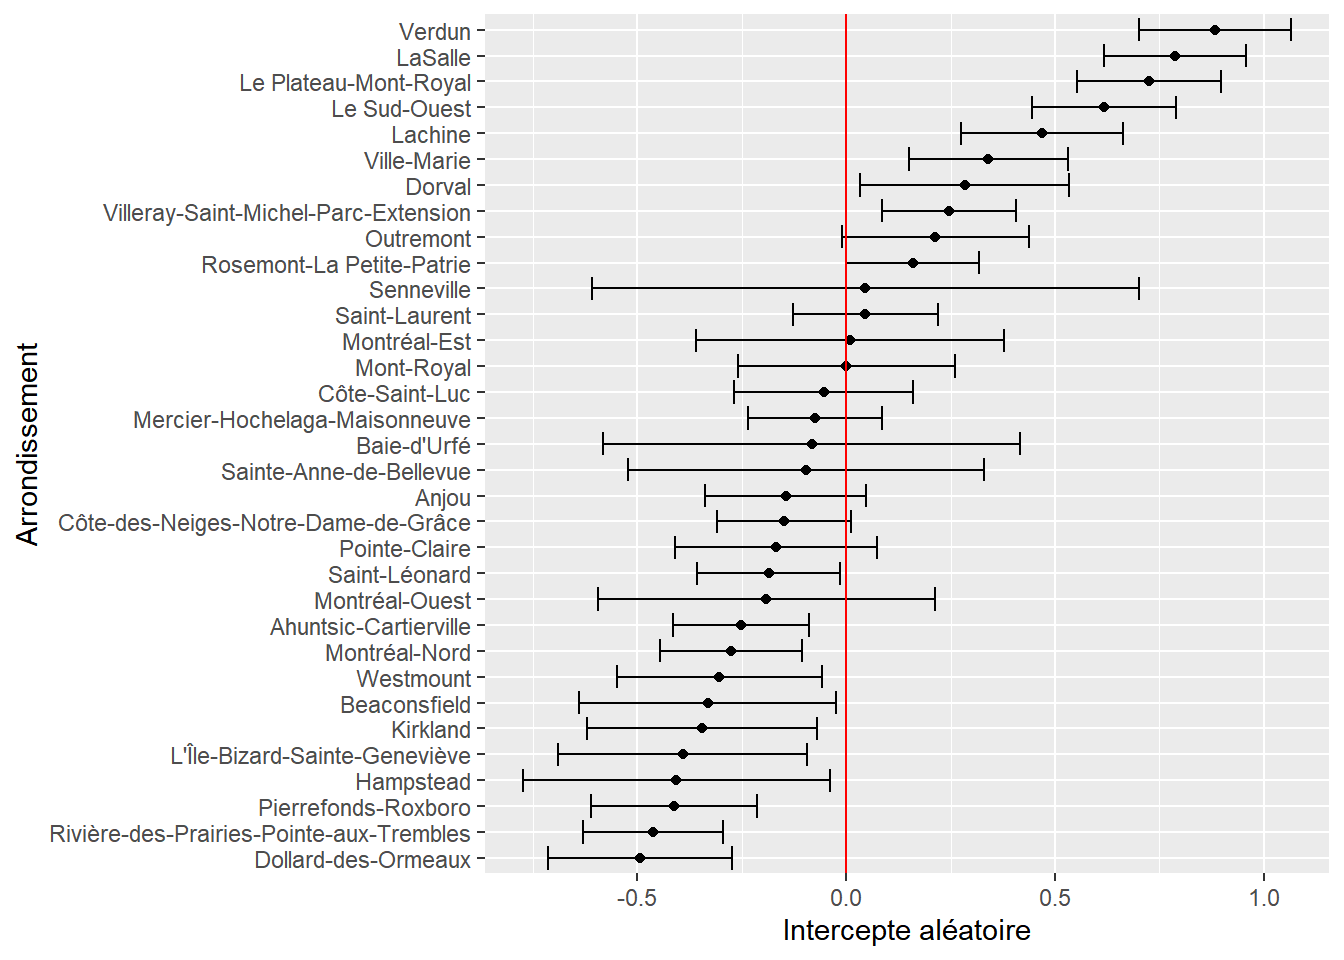 Verdun
LaSalle
Le Plateau-Mont-Royal
Le Sud-Ouest
Lachine
Ville-Marie
Dorval
Villeray-Saint-Michel-Parc-Extension
Outremont
Rosemont-La Petite-Patrie
Senneville
Saint-Laurent
Montréal-Est
Mont-Royal
Côte-Saint-Luc
Mercier-Hochelaga-Maisonneuve
Baie-d'Urfé
Sainte-Anne-de-Bellevue
Anjou
Côte-des-Neiges-Notre-Dame-de-Grâce
Pointe-Claire
Saint-Léonard
Montréal-Ouest
Ahuntsic-Cartierville
Montréal-Nord
Westmount
Beaconsfield
Kirkland
L'Île-Bizard-Sainte-Geneviève
Hampstead
Pierrefonds-Roxboro
Rivière-des-Prairies-Pointe-aux-Trembles
Dollard-des-Ormeaux
Arrondissement
-0.5 0.0 0.5 1.0
Intercepte aléatoire